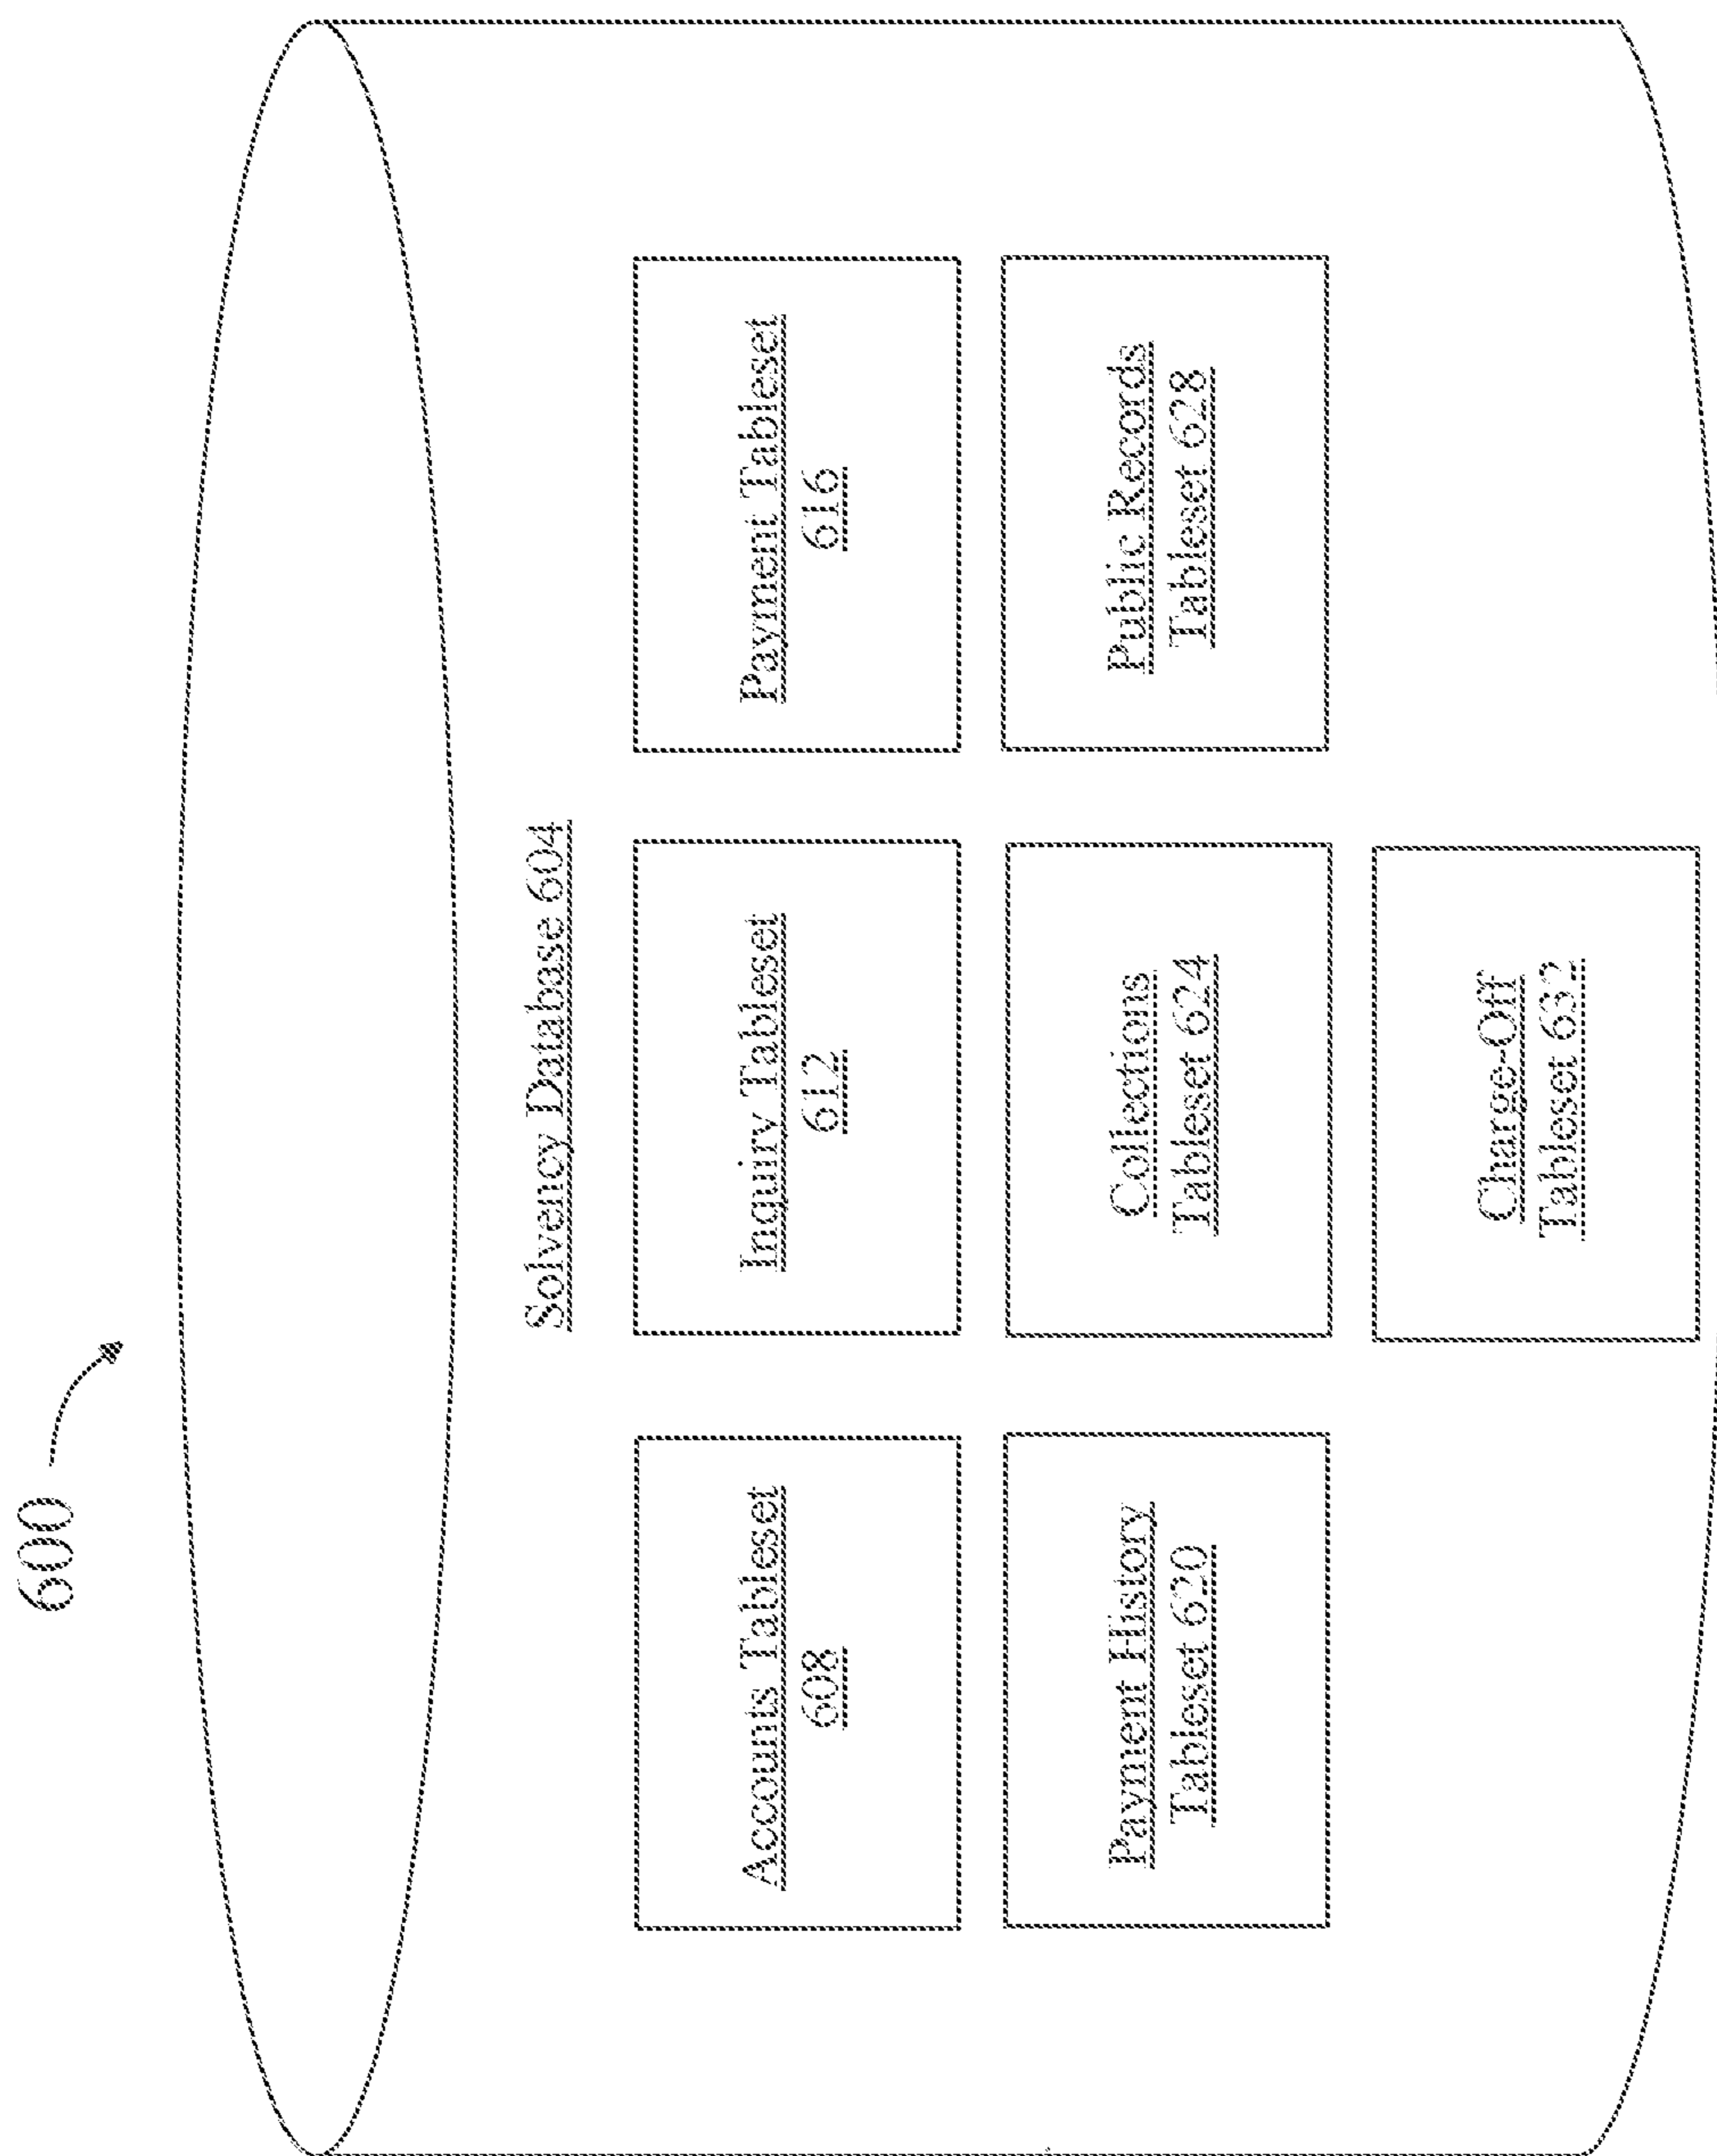 600
Solvency Database 604
Accounts Tableset
608
Inquiry Tableset
612
Payment Tableset
616
Payment History
Tableset 620
Collections
Tableset 624
Public Records
Tableset 628
Charge-Off
Tableset 632